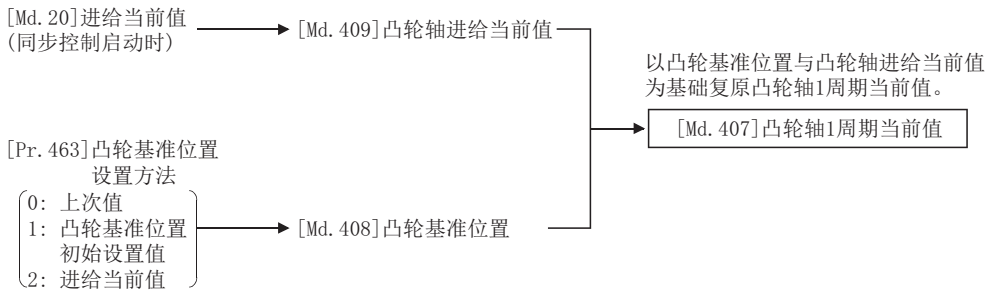 [Md.20]进给当前值
(同步控制启动时)
[Md.409]凸轮轴进给当前值
以凸轮基准位置与凸轮轴进给当前值
为基础复原凸轮轴1周期当前值。
[Md.407]凸轮轴1周期当前值
[Pr.463]凸轮基准位置
设置方法
0: 上次值
1: 凸轮基准位置
初始设置值
2: 进给当前值
[Md.408]凸轮基准位置